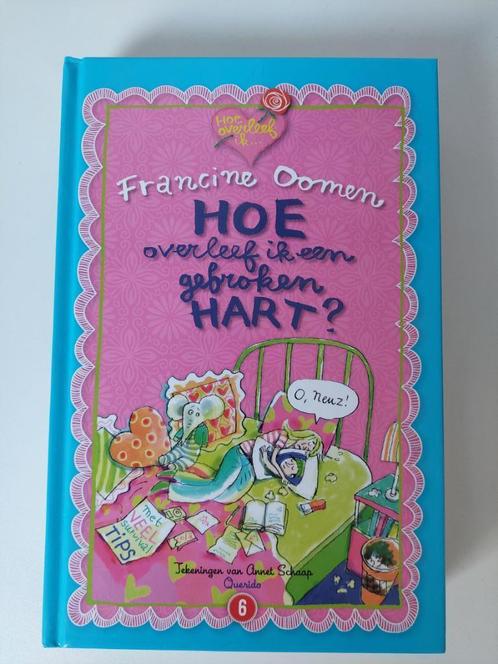 Hoe
overleef
ik...
Francine Oomen
HOE
overleef ik een
gebroken
HART?
O, Neuz!
met
VEEL
survival
TIPS
Tekeningen van Annet Schaap
Querido
6